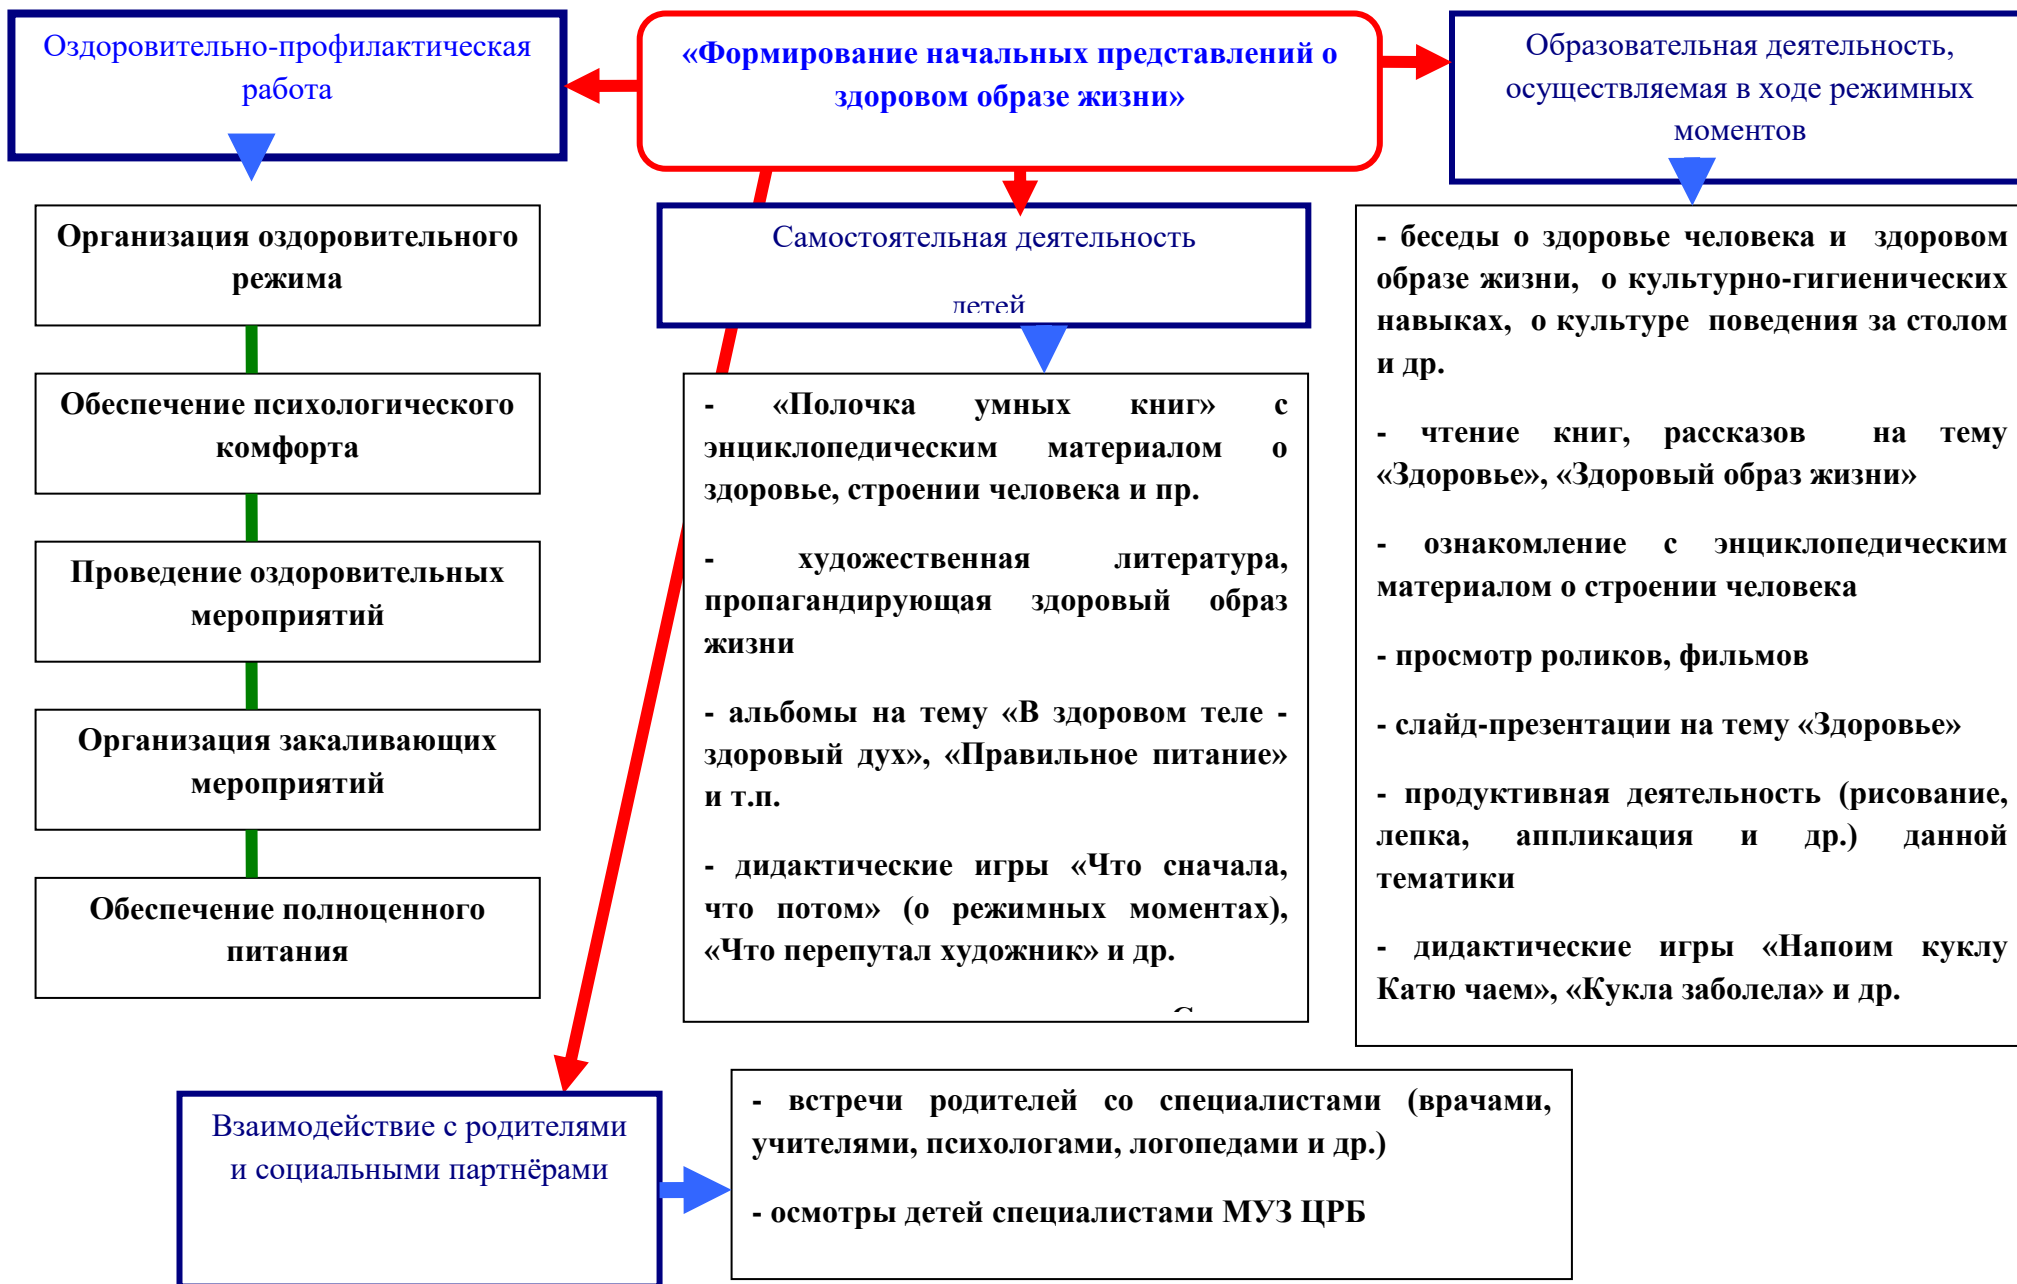 Оздоровительно-профилактическая
работа
«Формирование начальных представлений о
здоровом образе жизни»
Образовательная деятельность,
осуществляемая в ходе режимных
моментов
Организация оздоровительного
режима
Обеспечение психологического
комфорта
Проведение оздоровительных
мероприятий
Организация закаливающих
мероприятий
Обеспечение полноценного
питания
Самостоятельная деятельность
детей
- «Полочка умных книг» с
энциклопедическим материалом о
здоровье, строении человека и пр.
- художественная литература,
пропагандирующая здоровый образ
жизни
- альбомы на тему «В здоровом теле -
здоровый дух», «Правильное питание»
и т.п.
- дидактические игры «Что сначала,
что потом» (о режимных моментах),
«Что перепутал художник» и др.
- беседы о здоровье человека и здоровом
образе жизни, о культурно-гигиенических
навыках, о культуре поведения за столом
и др.
- чтение книг, рассказов на тему
«Здоровье», «Здоровый образ жизни»
- ознакомление с энциклопедическим
материалом о строении человека
- просмотр роликов, фильмов
- слайд-презентации на тему «Здоровье»
- продуктивная деятельность (рисование,
лепка, аппликация и др.) данной
тематики
- дидактические игры «Напоим куклу
Катю чаем», «Кукла заболела» и др.
Взаимодействие с родителями
и социальными партнёрами
- встречи родителей со специалистами (врачами,
учителями, психологами, логопедами и др.)
- осмотры детей специалистами МУЗ ЦРБ